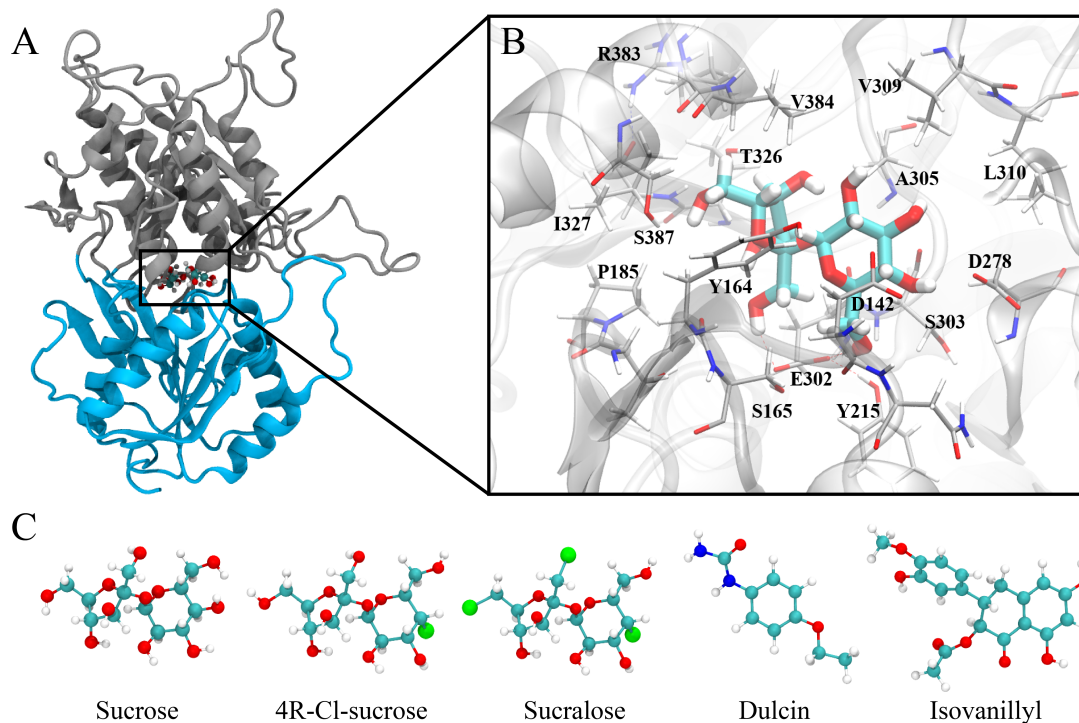 A
B
R383
V309
V384
T326
A305
L310
I327
S387
P185
Y164
D278
D142
S303
E302
S165
Y215
C
Sucrose
4R-Cl-sucrose
Sucralose
Dulcin
Isovanillyl